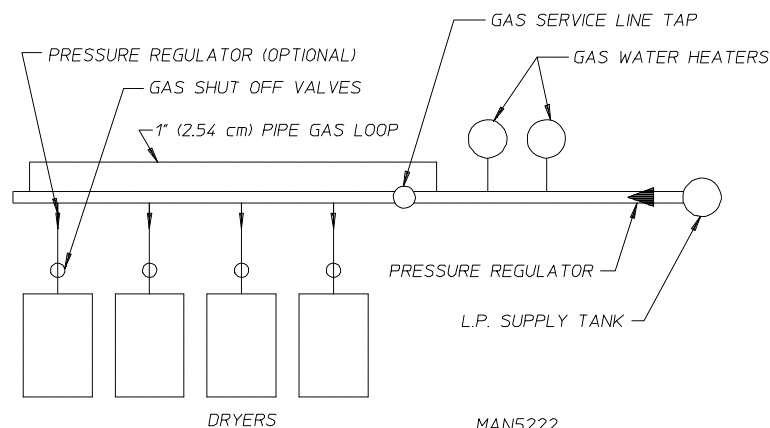 GAS SERVICE LINE TAP
PRESSURE REGULATOR (OPTIONAL)
GAS WATER HEATERS
GAS SHUT OFF VALVES
1" (2.54 cm) PIPE GAS LOOP
PRESSURE REGULATOR
L.P. SUPPLY TANK
DRYERS
MAN5222